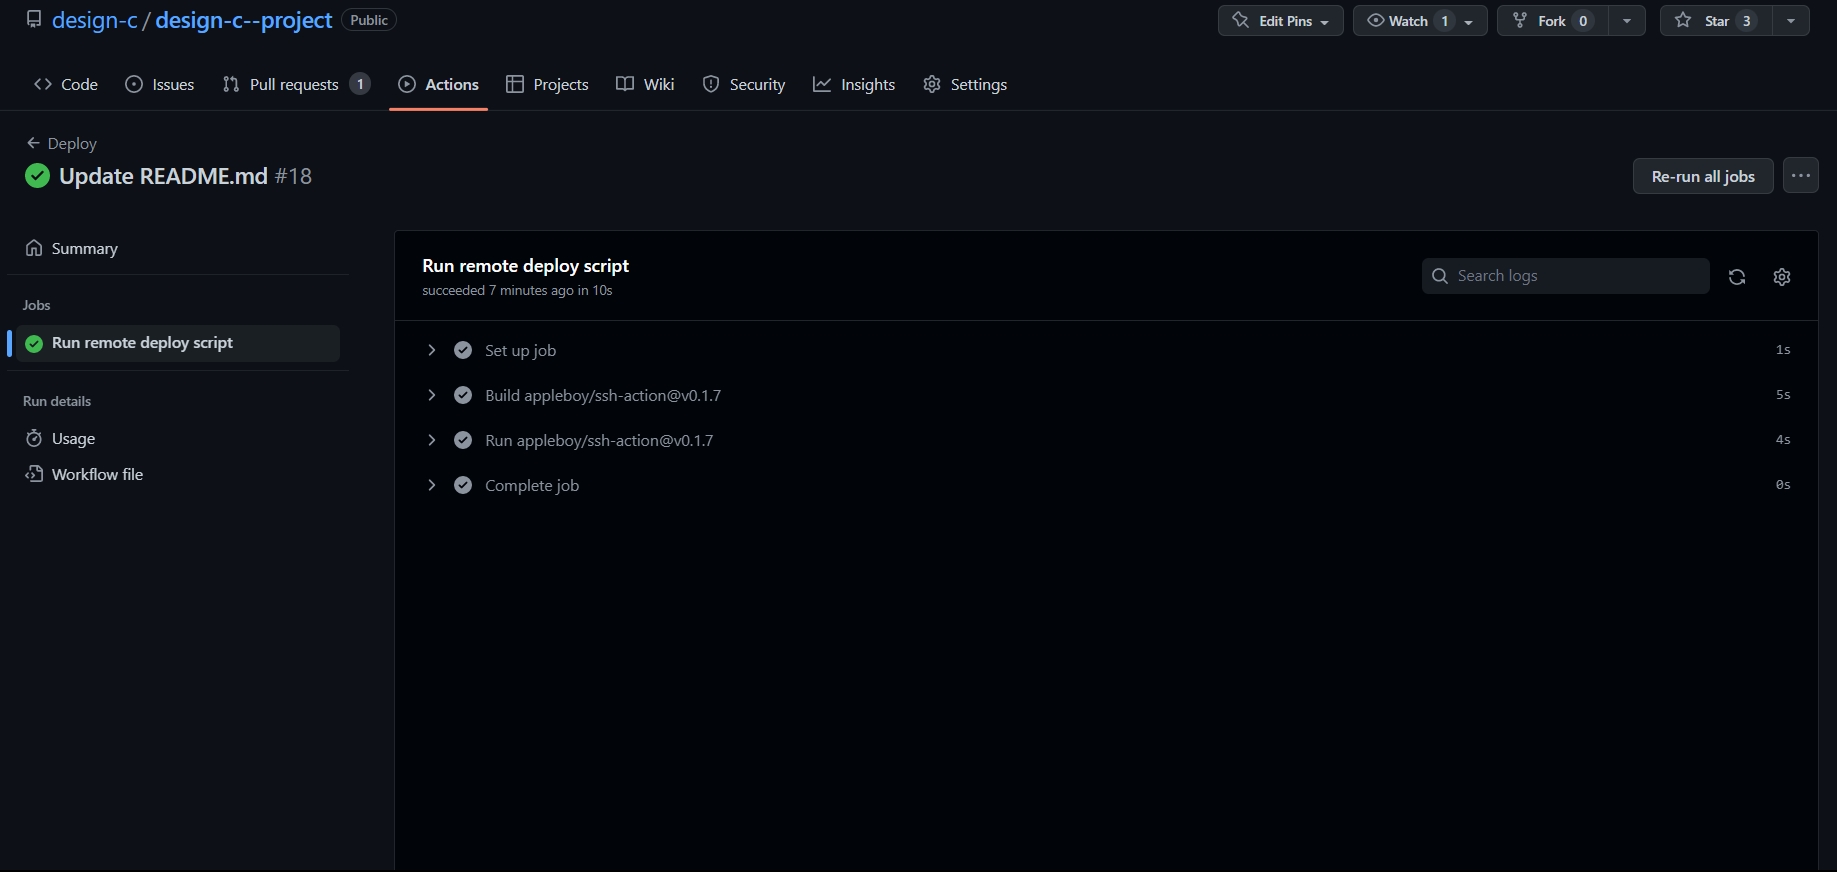 design-c / design-c--project Public
Edit Pins Watch 1 Fork 0 Star 3
Code Issues Pull requests 1 Actions Projects Wiki Security Insights Settings
Deploy
Update README.md #18
Re-run all jobs
Summary
Jobs
Run remote deploy script
Run details
Usage
Workflow file
Run remote deploy script
succeeded 7 minutes ago in 10s
Search logs
Set up job 1s
Build appleboy/ssh-action@v0.1.7 5s
Run appleboy/ssh-action@v0.1.7 4s
Complete job 0s